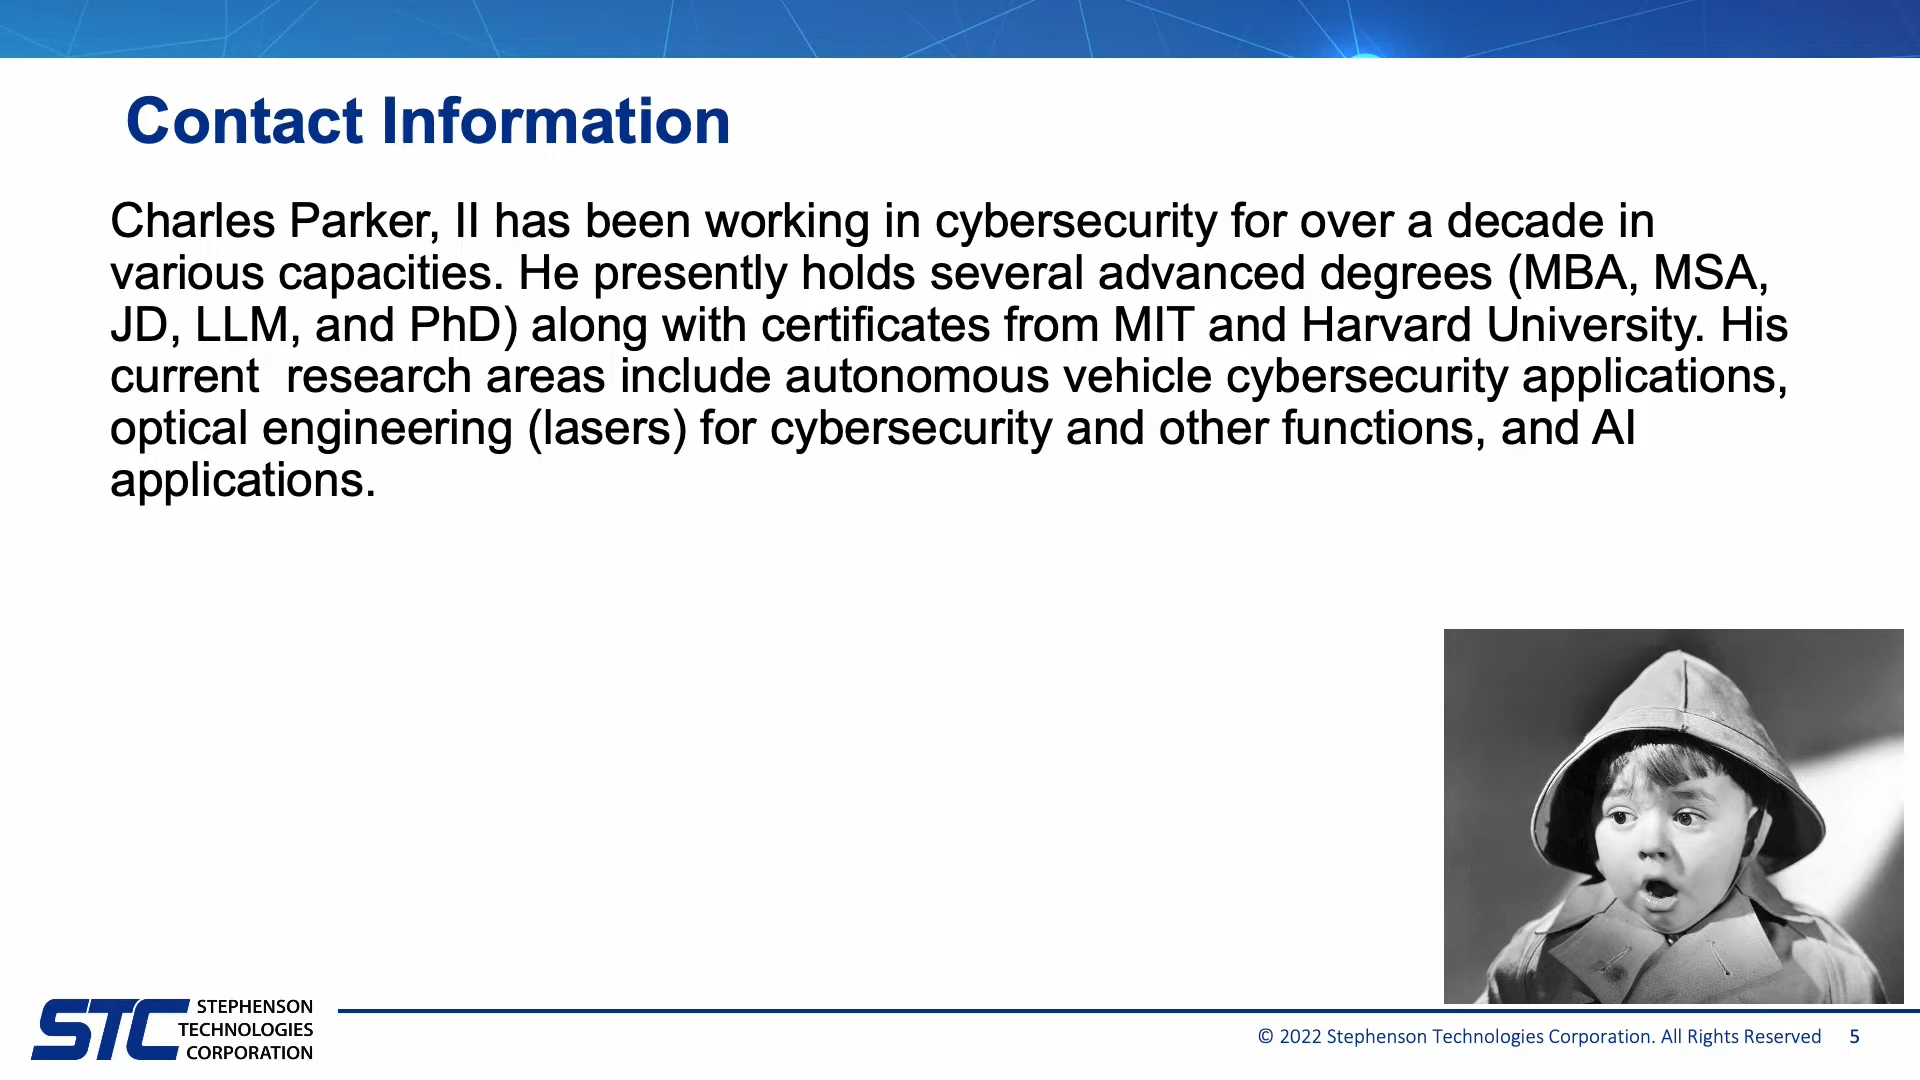 Contact Information
Charles Parker, II has been working in cybersecurity for over a decade in
various capacities. He presently holds several advanced degrees (MBA, MSA,
JD, LLM, and PhD) along with certificates from MIT and Harvard University. His
current  research areas include autonomous vehicle cybersecurity applications,
optical engineering (lasers) for cybersecurity and other functions, and AI
applications.
STC
STEPHENSON
TECHNOLOGIES
CORPORATION
© 2022 Stephenson Technologies Corporation. All Rights Reserved 5